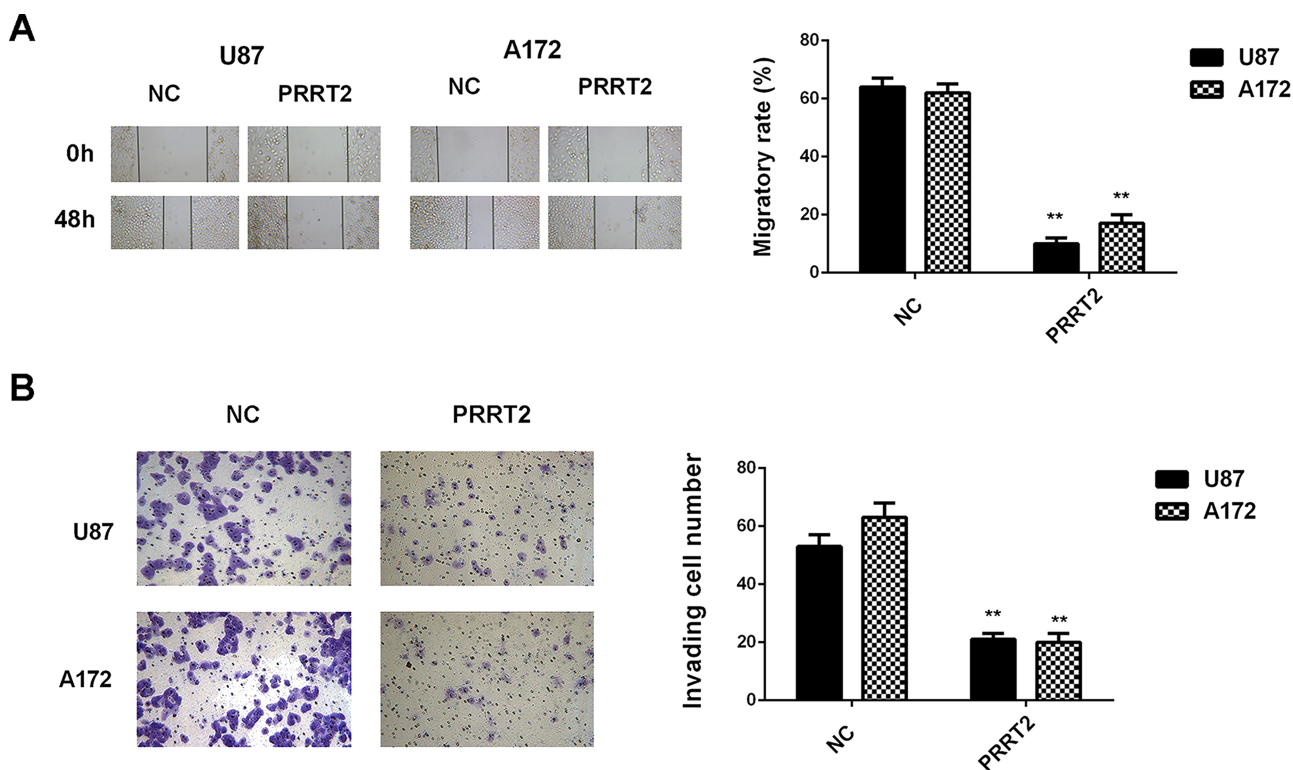 A
U87
A172
NC
PRRT2
NC
PRRT2
0h
48h
Migratory rate (%)
80
60
40
20
0
**
**
NC
PRRT2
U87
A172
B
NC
PRRT2
U87
A172
Invading cell number
80
60
40
20
0
**
**
NC
PRRT2
U87
A172